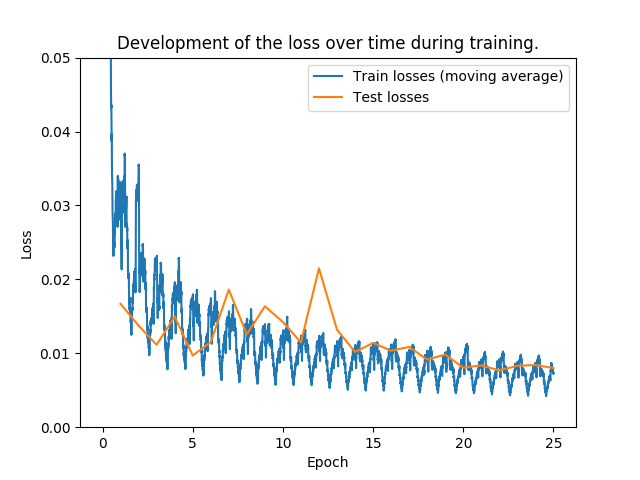 Development of the loss over time during training.
Train losses (moving average)
Test losses
0.05
0.04
0.03
0.02
0.01
0.00
Loss
0
5
10
15
20
25
Epoch